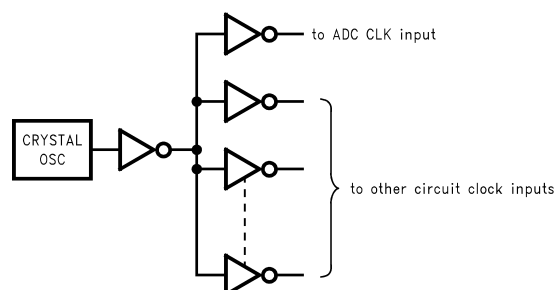 to ADC CLK input
CRYSTAL
OSC
to other circuit clock inputs